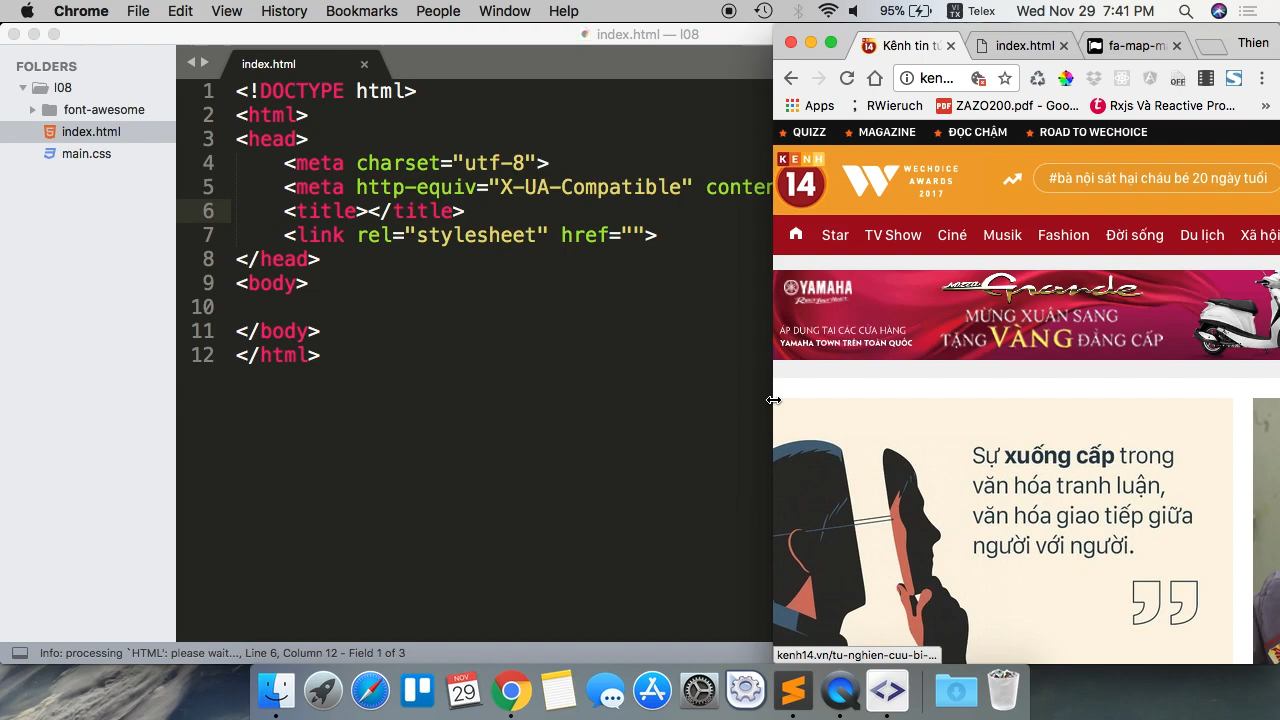 Chrome File Edit View History Bookmarks People Window Help 95% VI TX Telex Wed Nov 29 7:41 PM
index.html — l08
FOLDERS
l08
font-awesome
index.html
main.css
index.html ×
1 <!DOCTYPE html>
2 <html>
3 <head>
4 <meta charset="utf-8">
5 <meta http-equiv="X-UA-Compatible" conten
6 <title></title>
7 <link rel="stylesheet" href="">
8 </head>
9 <body>
10
11 </body>
12 </html>
Info: processing `HTML': please wait..., Line 6, Column 12 - Field 1 of 3
Kênh tin tứ × index.html × fa-map-m × Thien
ken... OFF S
Apps RWieruch PDF ZAZO200.pdf - Goo... Rxjs Và Reactive Pro... »
QUIZZ MAGAZINE ĐỌC CHẬM ROAD TO WECHOICE
KENH 14
WECHOICE
AWARDS
2017
#bà nội sát hại cháu bé 20 ngày tuổi
Star TV Show Ciné Musik Fashion Đời sống Du lịch Xã hội
YAMAHA
Revs Your Heart
Grande
MỪNG XUÂN SANG
TẶNG VÀNG ĐẲNG CẤP
ÁP DỤNG TẠI CÁC CỬA HÀNG
YAMAHA TOWN TRÊN TOÀN QUỐC
Sự xuống cấp trong
văn hóa tranh luận,
văn hóa giao tiếp giữa
người với người.
kenh14.vn/tu-nghien-cuu-bi-...
NOV
29